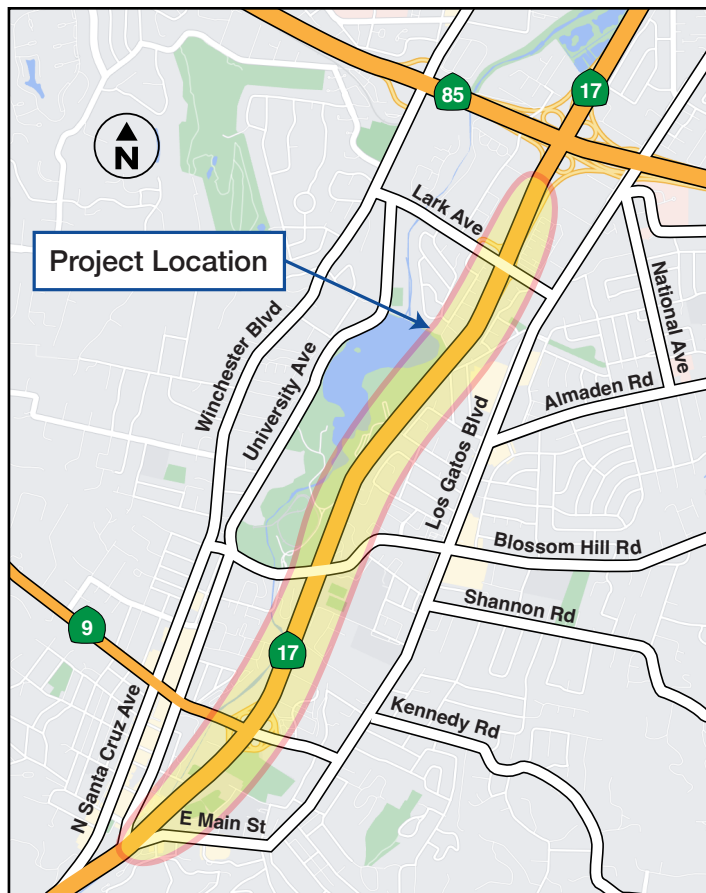 85
17
N
Lark Ave
Project Location
National Ave
Winchester Blvd
University Ave
Almaden Rd
Los Gatos Blvd
Blossom Hill Rd
Shannon Rd
9
17
N Santa Cruz Ave
Kennedy Rd
E Main St